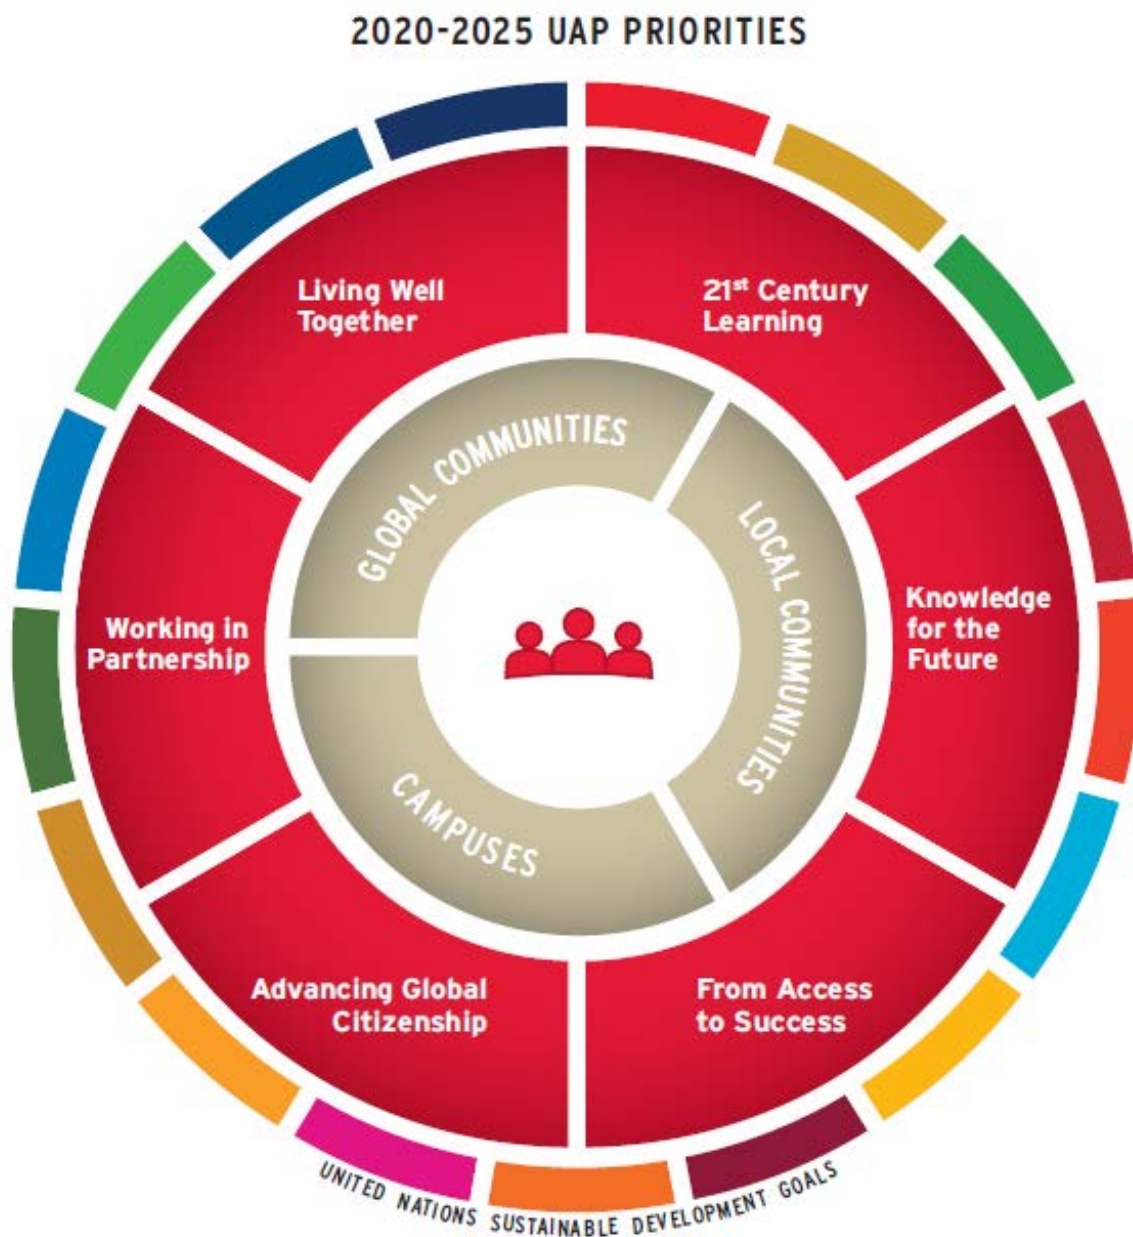 2020-2025 UAP PRIORITIES
Living Well
Together
21st Century
Learning
GLOBAL COMMUNITIES
LOCAL COMMUNITIES
Working in
Partnership
Knowledge
for the
Future
CAMPUSES
Advancing Global
Citizenship
From Access
to Success
UNITED NATIONS SUSTAINABLE DEVELOPMENT GOALS